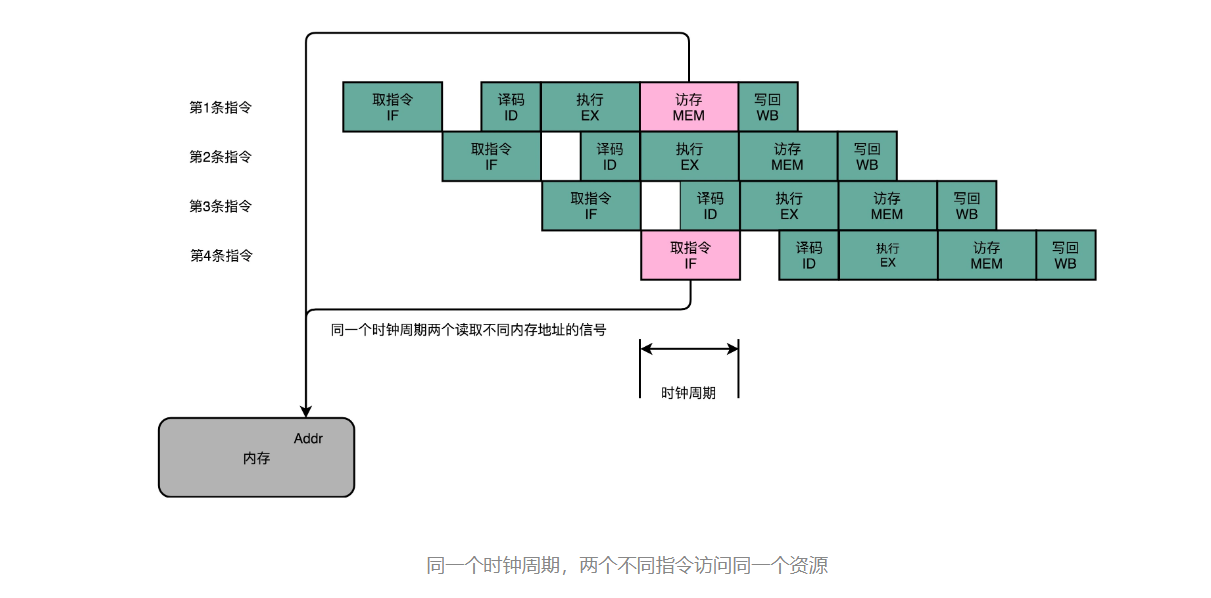 第1条指令
取指令
IF
译码
ID
执行
EX
访存
MEM
写回
WB
第2条指令
取指令
IF
译码
ID
执行
EX
访存
MEM
写回
WB
第3条指令
取指令
IF
译码
ID
执行
EX
访存
MEM
写回
WB
第4条指令
取指令
IF
译码
ID
执行
EX
访存
MEM
写回
WB
同一个时钟周期两个读取不同内存地址的信号
时钟周期
Addr
内存
同一个时钟周期，两个不同指令访问同一个资源